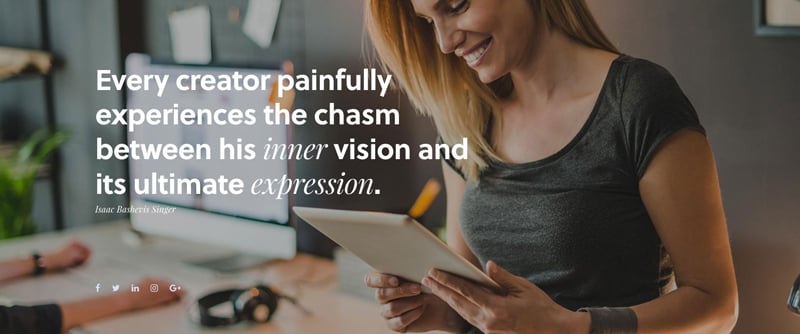 Every creator painfully
experiences the chasm
between his inner vision and
its ultimate expression.
Isaac Bashevis Singer